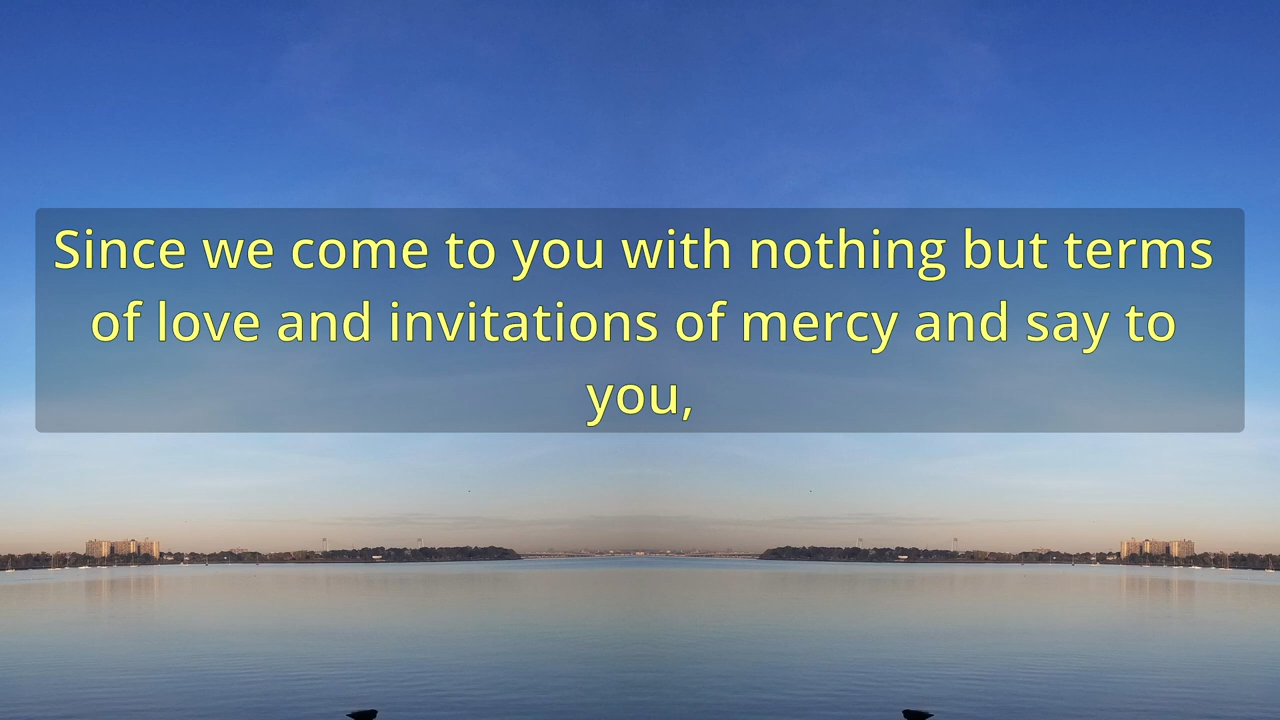 Since we come to you with nothing but terms
of love and invitations of mercy and say to
you,